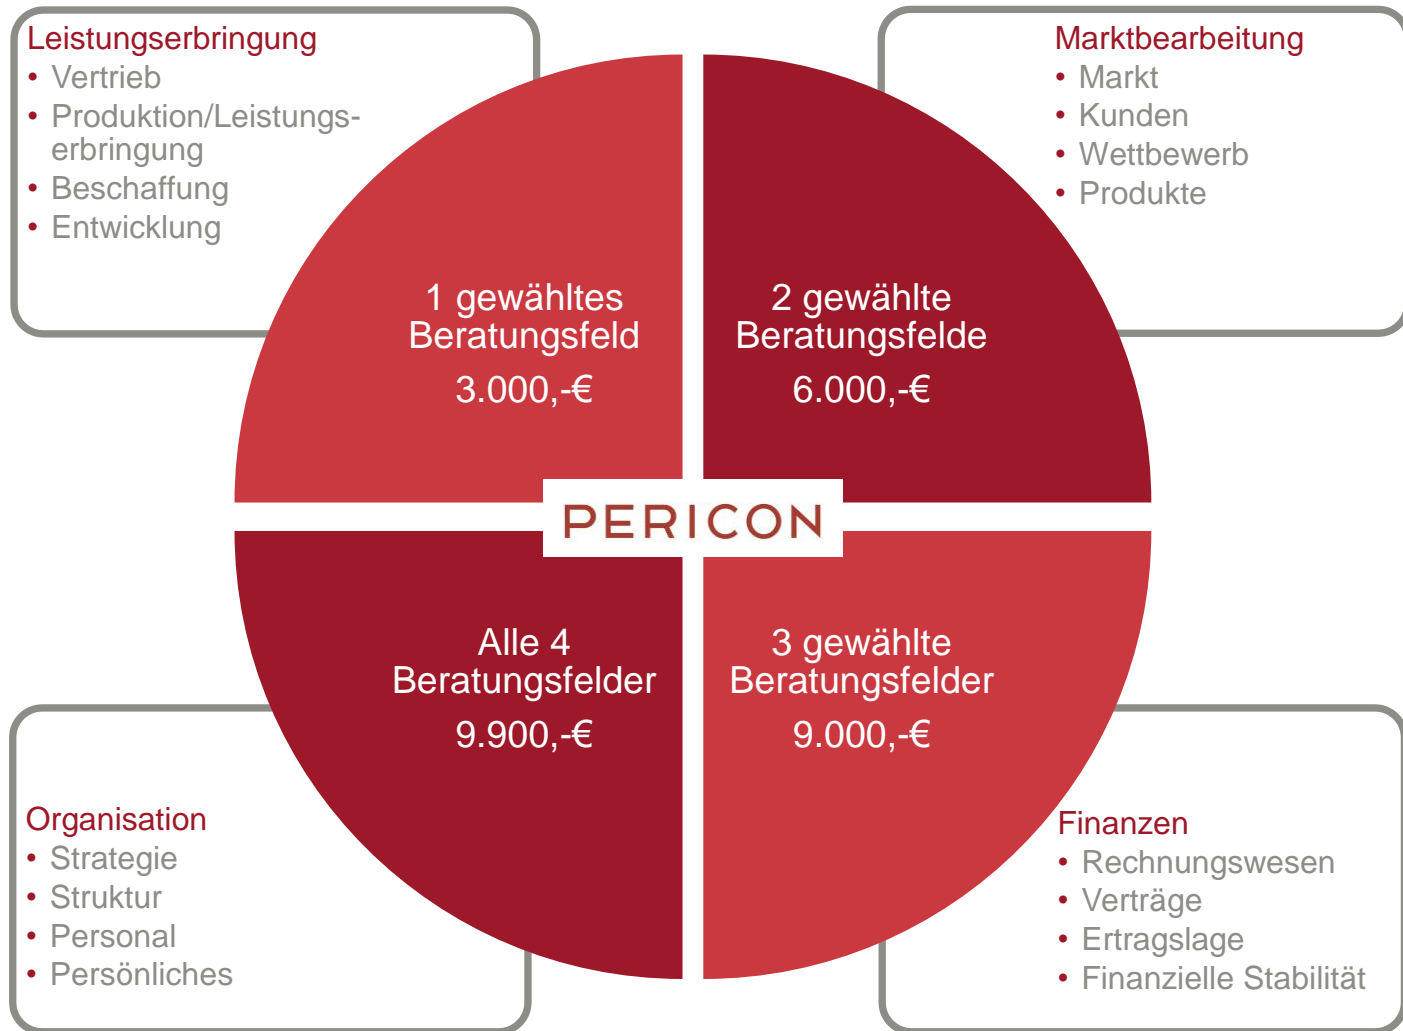 Leistungserbringung
• Vertrieb
• Produktion/Leistungs-
erbringung
• Beschaffung
• Entwicklung
Marktbearbeitung
• Markt
• Kunden
• Wettbewerb
• Produkte
1 gewähltes
Beratungsfeld
3.000,-€
2 gewählte
Beratungsfelde
6.000,-€
PERICON
Alle 4
Beratungsfelder
9.900,-€
3 gewählte
Beratungsfelder
9.000,-€
Organisation
• Strategie
• Struktur
• Personal
• Persönliches
Finanzen
• Rechnungswesen
• Verträge
• Ertragslage
• Finanzielle Stabilität